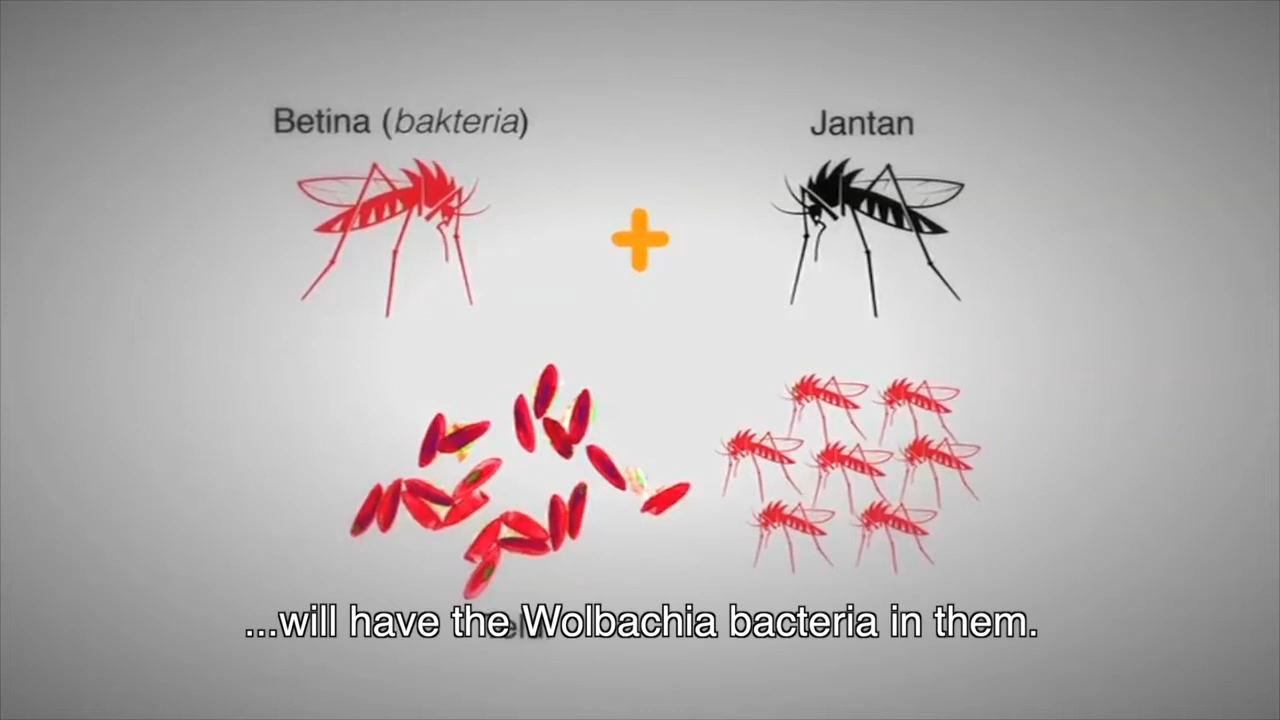 Betina (bakteria)
Jantan
...will have the Wolbachia bacteria in them.